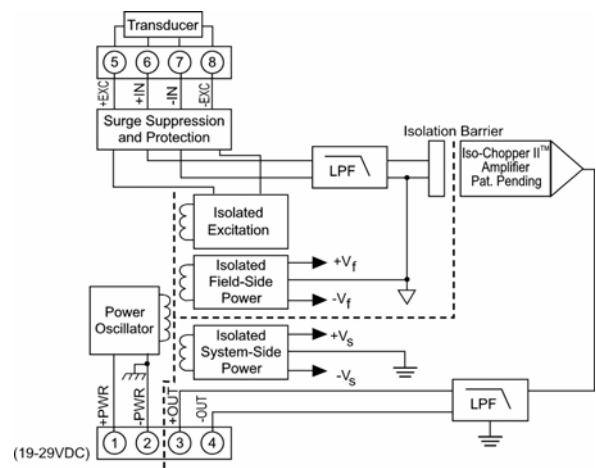 Transducer
5 6 7 8
+EXC
+IN
-IN
-EXC
Surge Suppression
and Protection
Isolation Barrier
LPF
Iso-Chopper II™
Amplifier
Pat. Pending
Isolated
Excitation
Isolated
Field-Side
Power
+Vf
-Vf
Power
Oscillator
Isolated
System-Side
Power
+Vs
-Vs
+PWR
-PWR
+OUT
-OUT
LPF
(19-29VDC)
1 2 3 4